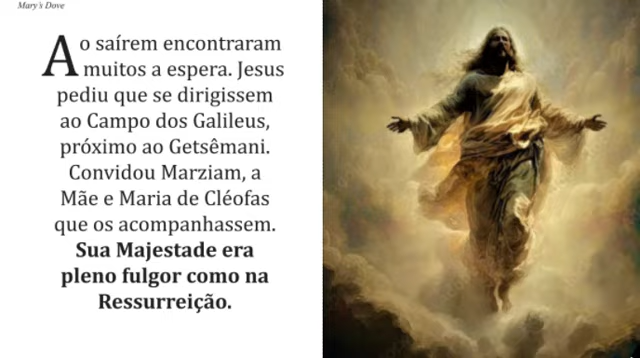 Mary's Dove
Ao saírem encontraram
muitos a espera. Jesus
pediu que se dirigissem
ao Campo dos Galileus,
próximo ao Getsêmani.
Convidou Marziam, a
Mãe e Maria de Cléofas
que os acompanhassem.
Sua Majestade era
pleno fulgor como na
Ressurreição.